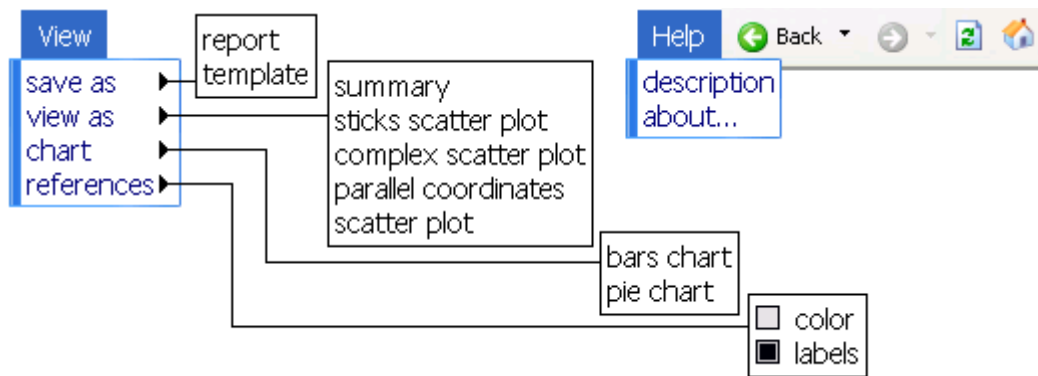 View
save as
view as
chart
references
report
template
summary
sticks scatter plot
complex scatter plot
parallel coordinates
scatter plot
bars chart
pie chart
color
labels
Help
Back
description
about...